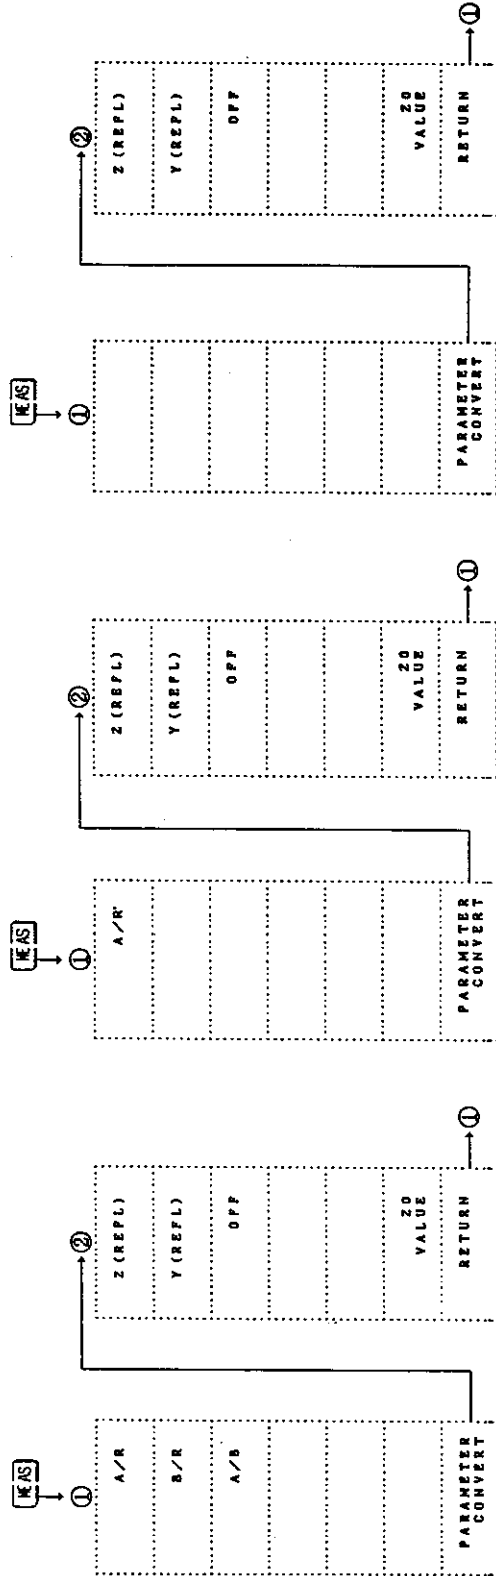 MEAS
①
A/R
B/R
A/B
PARAMETER
CONVERT
②
Z(REFL)
Y(REFL)
OFF
Z0
VALUE
RETURN
①
MEAS
①
A/R
PARAMETER
CONVERT
②
Z(REFL)
Y(REFL)
OFF
Z0
VALUE
RETURN
①
MEAS
①
PARAMETER
CONVERT
②
Z(REFL)
Y(REFL)
OFF
Z0
VALUE
RETURN
①